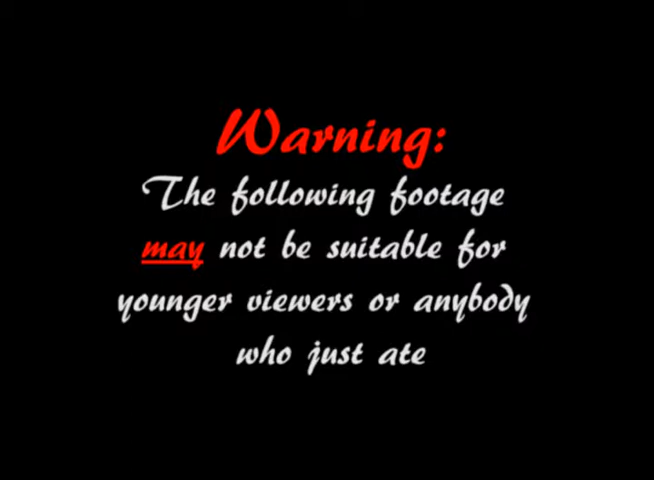 Warning:
The following footage
may not be suitable for
younger viewers or anybody
who just ate